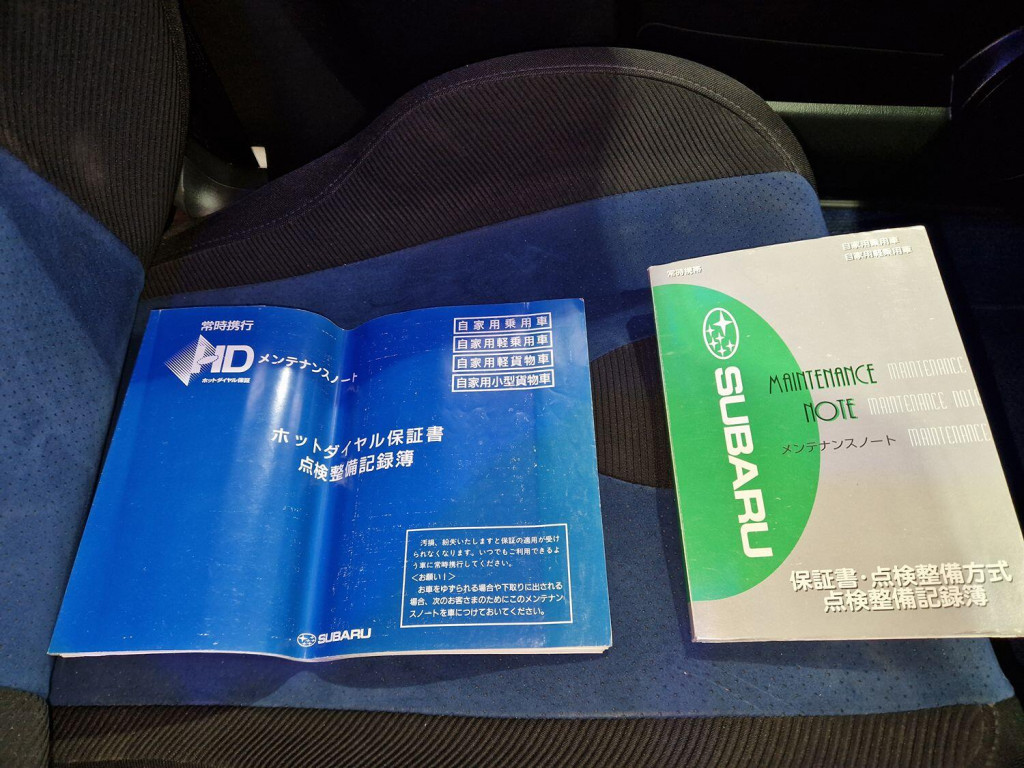 常時携行
HD
ホットダイヤル保証
メンテナンスノート
自家用乗用車
自家用軽乗用車
自家用軽貨物車
自家用小型貨物車
ホットダイヤル保証書
点検整備記録簿
汚損、紛失いたしますと保証の適用が受け
られなくなります。いつでもご利用できるよ
う車に常時携行してください。
<お願い!>
お車をゆずられる場合や下取りに出される
場合、次のお客さまのためにこのメンテナン
スノートを車につけておいてください。
SUBARU
常時携帯
自家用乗用車
自家用軽乗用車
SUBARU
MAINTENANCE MAINTENANCE
NOTE MAINTENANCE NOTE
メンテナンスノート MAINTENANCE
保証書・点検整備方式
点検整備記録簿